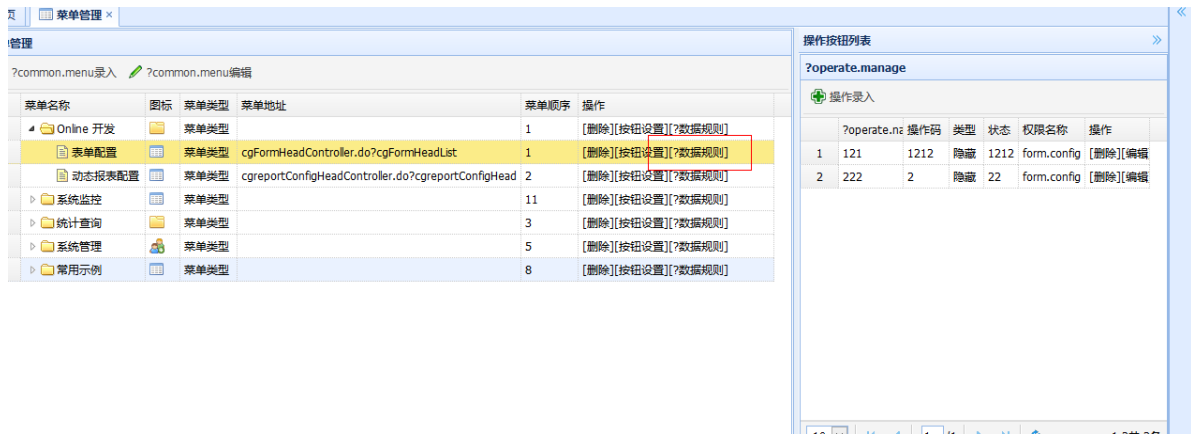 页 菜单管理 ×
管理
?common.menu录入 ?common.menu编辑
菜单名称 图标 菜单类型 菜单地址 菜单顺序 操作
Online 开发 1 [删除][按钮设置][?数据规则]
表单配置 菜单类型 cgFormHeadController.do?cgFormHeadList 1 [删除][按钮设置][?数据规则]
动态报表配置 菜单类型 cgreportConfigHeadController.do?cgreportConfigHead 2 [删除][按钮设置][?数据规则]
系统监控 菜单类型 11 [删除][按钮设置][?数据规则]
统计查询 菜单类型 3 [删除][按钮设置][?数据规则]
系统管理 菜单类型 5 [删除][按钮设置][?数据规则]
常用示例 菜单类型 8 [删除][按钮设置][?数据规则]
操作按钮列表
?operate.manage
操作录入
?operate.na 操作码 类型 状态 权限名称 操作
1 121 1212 隐藏 1212 form.config [删除][编辑
2 222 2 隐藏 22 form.config [删除][编辑